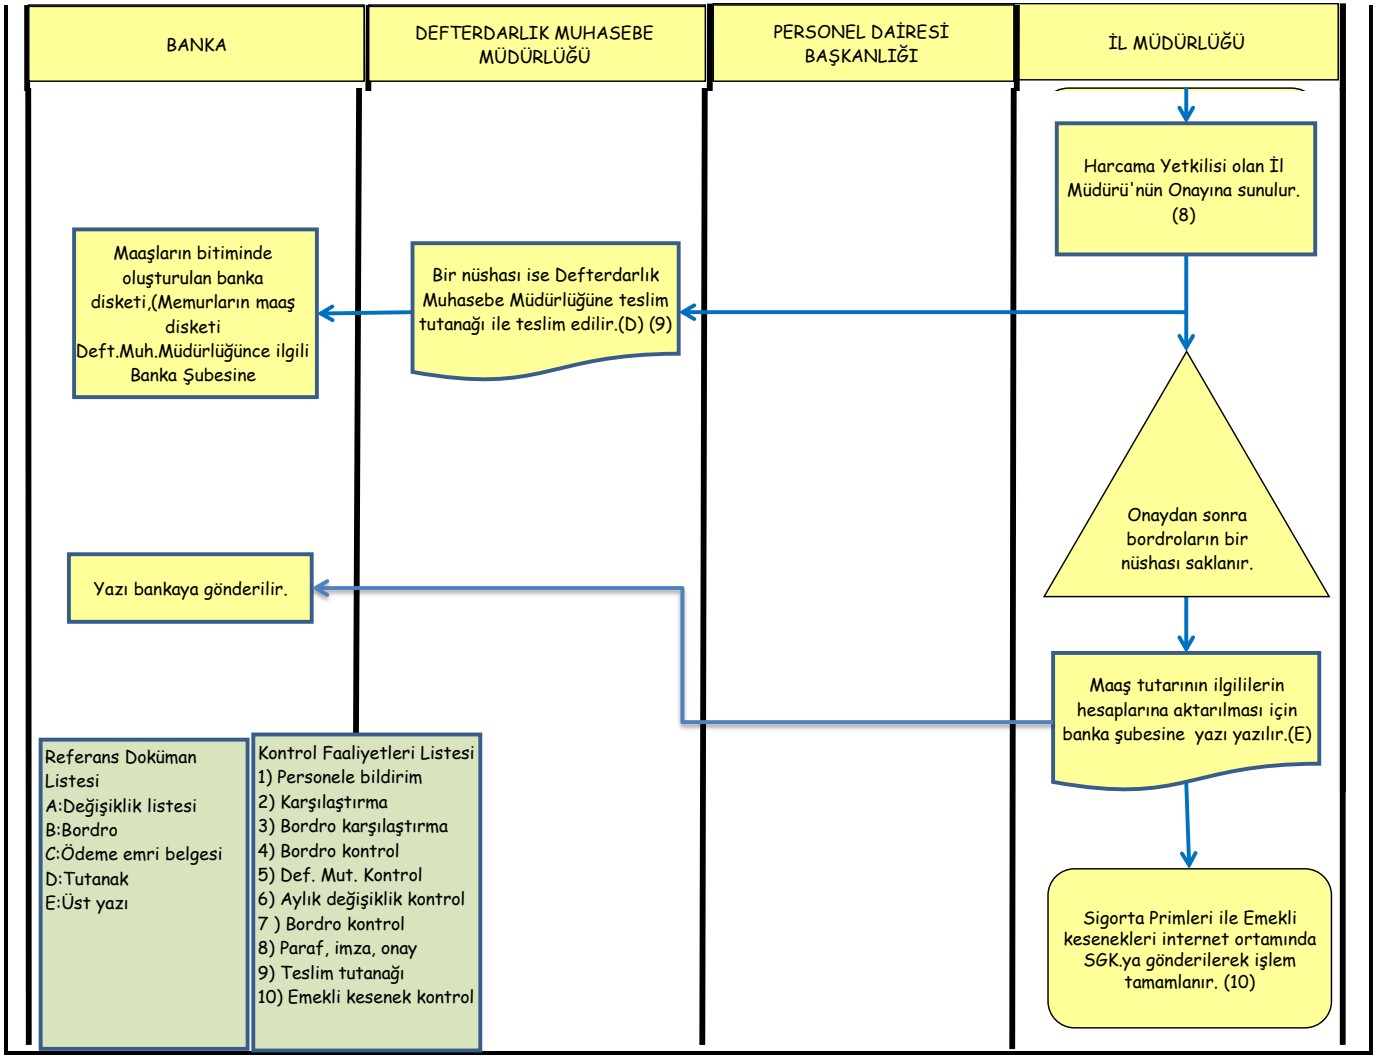 BANKA
DEFTERDARLIK MUHASEBE
MÜDÜRLÜĞÜ
PERSONEL DAİRESİ
BAŞKANLIĞI
İL MÜDÜRLÜĞÜ
Harcama Yetkilisi olan İl
Müdürü'nün Onayına sunulur.
(8)
Maaşların bitiminde
oluşturulan banka
disketi,(Memurların maaş
disketi
Deft.Muh.Müdürlüğünce ilgili
Banka Şubesine
Bir nüshası ise Defterdarlık
Muhasebe Müdürlüğüne teslim
tutanağı ile teslim edilir.(D) (9)
Onaydan sonra
bordroların bir
nüshası saklanır.
Yazı bankaya gönderilir.
Maaş tutarının ilgililerin
hesaplarına aktarılması için
banka şubesine  yazı yazılır.(E)
Referans Doküman
Listesi
A:Değişiklik listesi
B:Bordro
C:Ödeme emri belgesi
D:Tutanak
E:Üst yazı
Kontrol Faaliyetleri Listesi
1) Personele bildirim
2) Karşılaştırma
3) Bordro karşılaştırma
4) Bordro kontrol
5) Def. Mut. Kontrol
6) Aylık değişiklik kontrol
7 ) Bordro kontrol
8) Paraf, imza, onay
9) Teslim tutanağı
10) Emekli kesenek kontrol
Sigorta Primleri ile Emekli
kesenekleri internet ortamında
SGK.ya gönderilerek işlem
tamamlanır. (10)